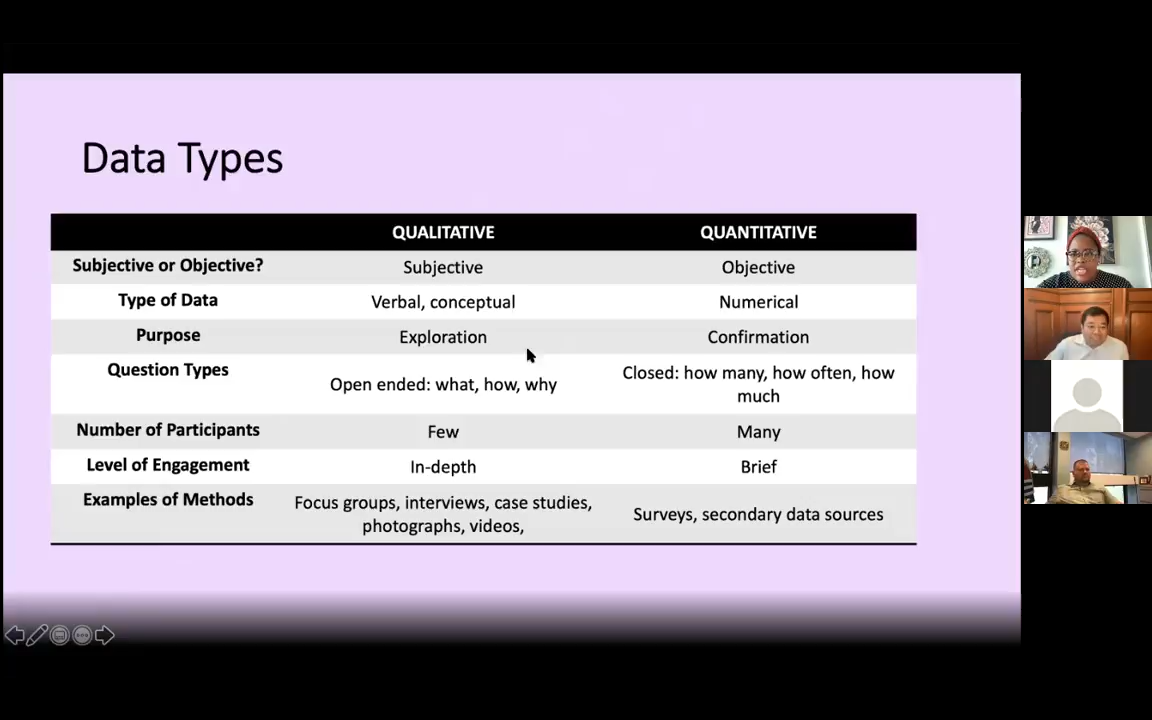 Data Types
QUALITATIVE QUANTITATIVE
Subjective or Objective? Subjective Objective
Type of Data Verbal, conceptual Numerical
Purpose Exploration Confirmation
Question Types Open ended: what, how, why Closed: how many, how often, how
much
Number of Participants Few Many
Level of Engagement In-depth Brief
Examples of Methods Focus groups, interviews, case studies, Surveys, secondary data sources
photographs, videos,